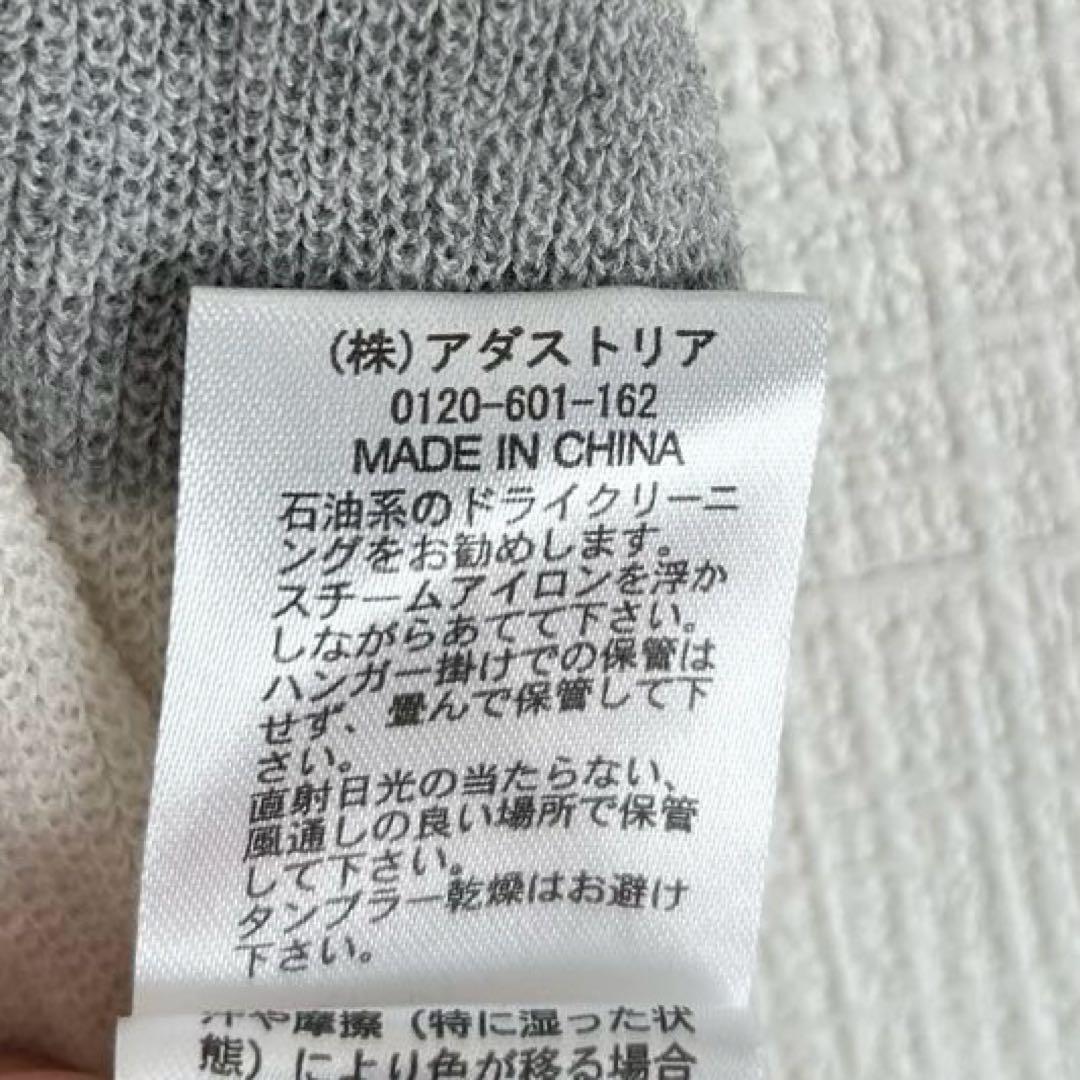 (株)アダストリア
0120-601-162
MADE IN CHINA
石油系のドライクリーニ
ングをお勧めします。
スチームアイロンを浮か
しながらあてて下さい。
ハンガー掛けでの保管は
せず、畳んで保管して下
さい。
直射日光の当たらない、
風通しの良い場所で保管
して下さい。
タンブラー乾燥はお避け
下さい。
汗や摩擦(特に湿った状
態)により色が移る場合